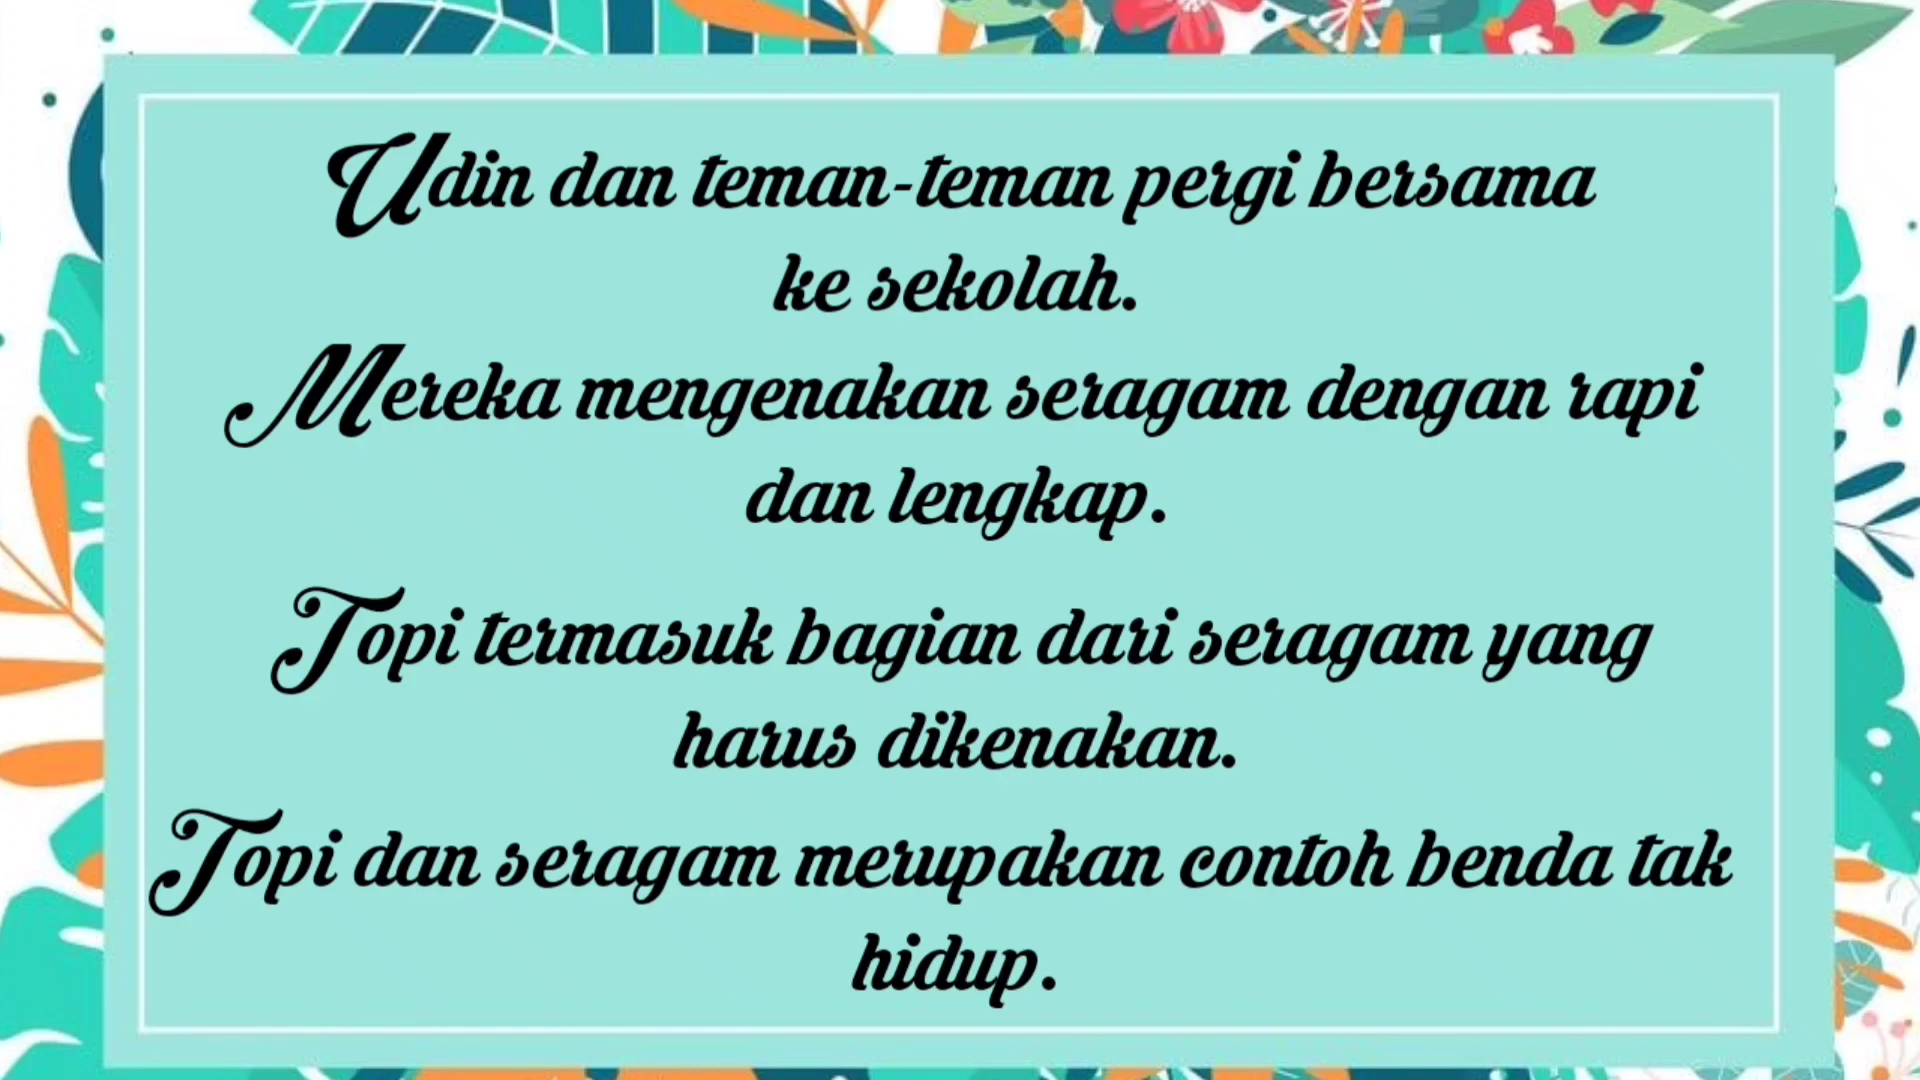 Udin dan teman-teman pergi bersama
ke sekolah.
Mereka mengenakan seragam dengan rapi
dan lengkap.
Topi termasuk bagian dari seragam yang
harus dikenakan.
Topi dan seragam merupakan contoh benda tak
hidup.